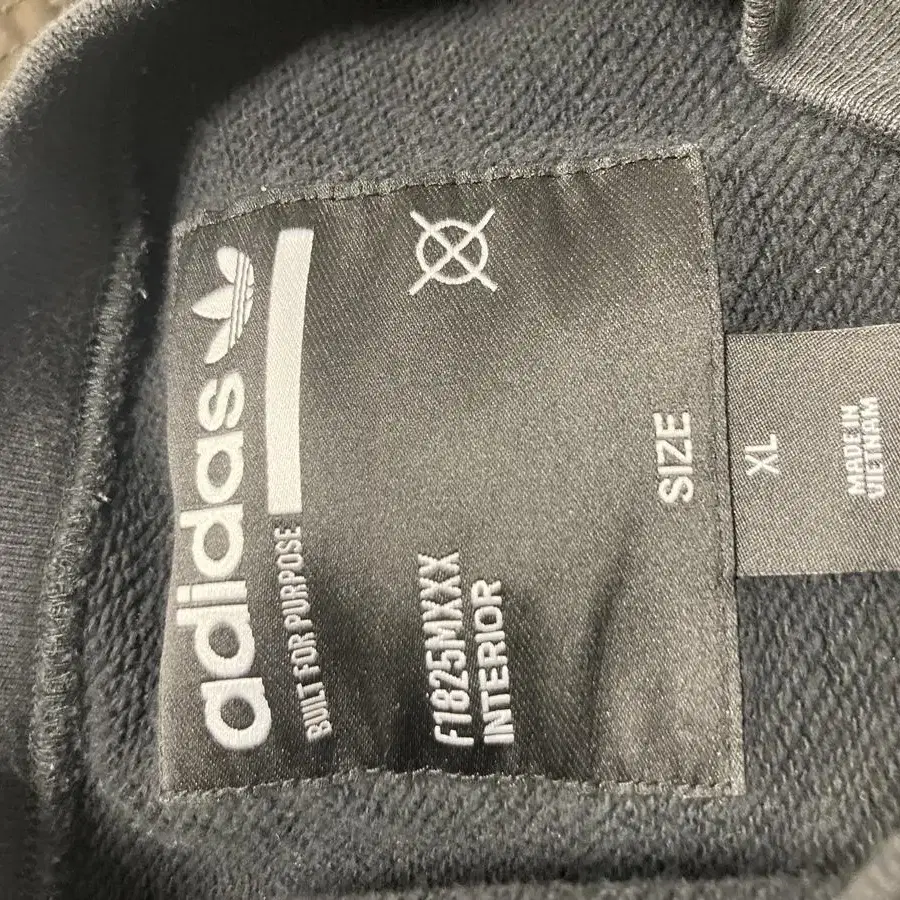 adidas
BUILT FOR PURPOSE
F1825MXXX
INTERIOR
SIZE
XL
MADE IN
VIETNAM